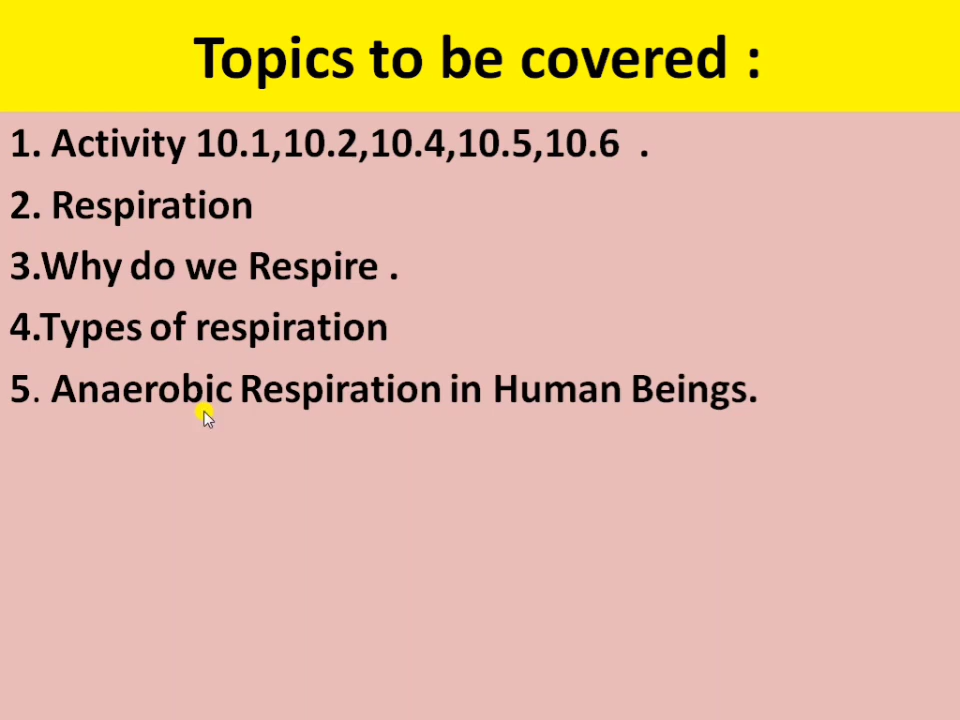 Topics to be covered :
1. Activity 10.1,10.2,10.4,10.5,10.6 .
2. Respiration
3.Why do we Respire .
4.Types of respiration
5. Anaerobic Respiration in Human Beings.